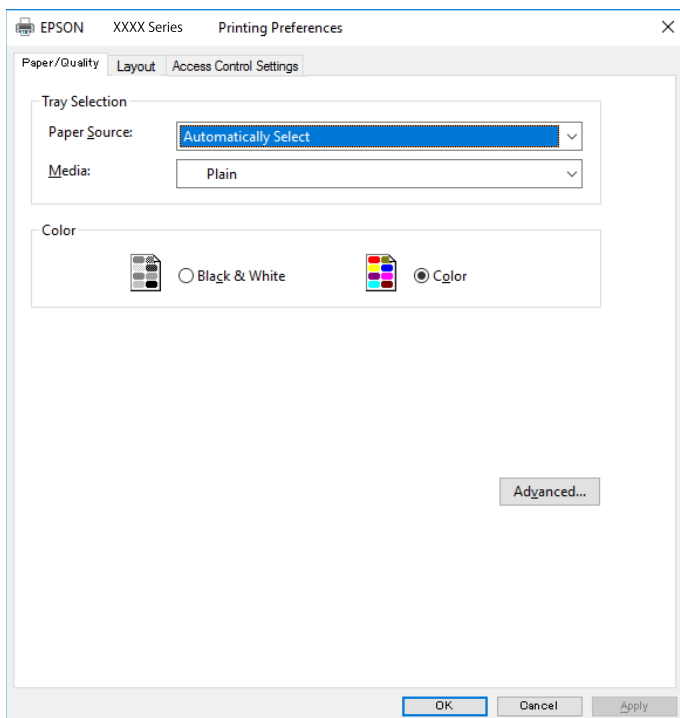 EPSON XXXX Series Printing Preferences
Paper/Quality Layout Access Control Settings
Tray Selection
Paper Source: Automatically Select
Media: Plain
Color
Black & White Color
Advanced...
OK Cancel Apply